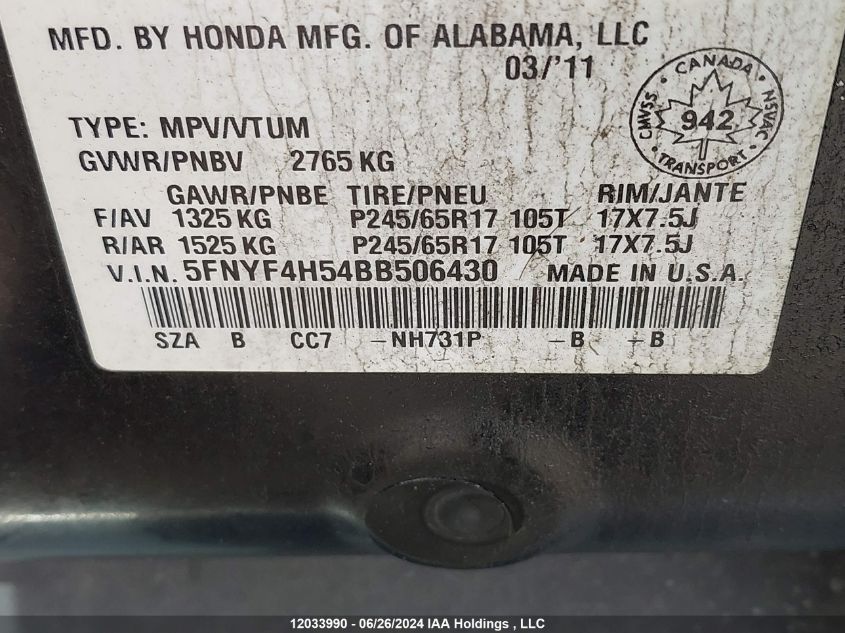 MFD. BY HONDA MFG. OF ALABAMA, LLC
03/'11
CANADA
CMVSS
NSVAC
942
TRANSPORT
TYPE: MPV/VTUM
GVWR/PNBV 2765 KG
GAWR/PNBE TIRE/PNEU RIM/JANTE
F/AV 1325 KG P245/65R17 105T 17X7.5J
R/AR 1525 KG P245/65R17 105T 17X7.5J
V.I.N. 5FNYF4H54BB506430 MADE IN U.S.A.
SZA B CC7 -NH731P -B -B
12033990 - 06/26/2024 IAA Holdings , LLC